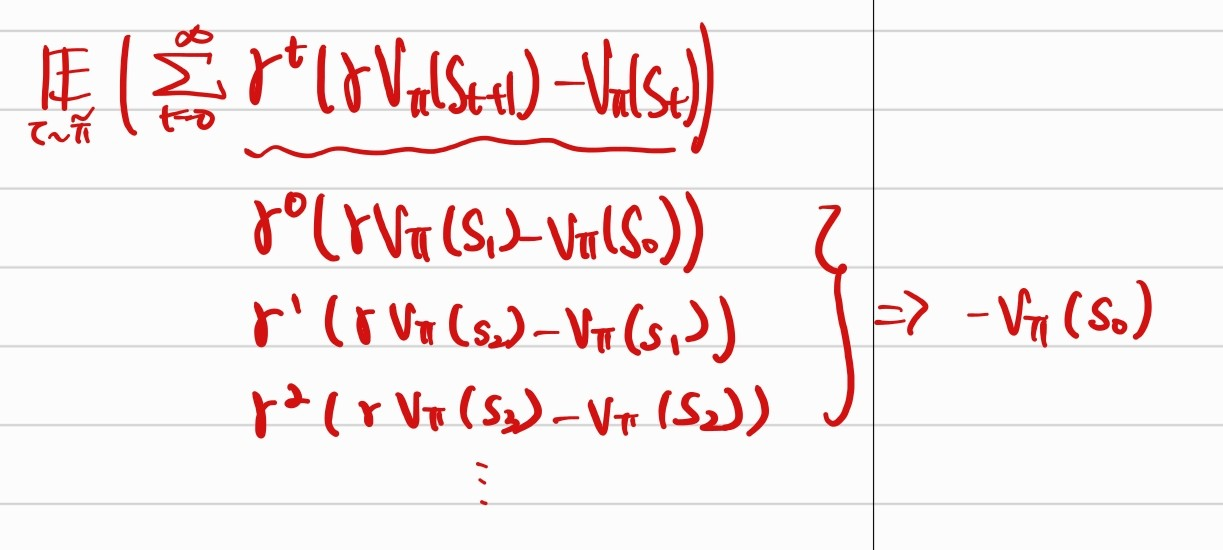 𝔼_{τ∼π̃} ( ∑_{t=0}^{∞} γ^t (γV_π(S_{t+1}) − V_π(S_t) )
γ^0 (γV_π(S_1) − V_π(S_0))
γ^1 (γV_π(S_2) − V_π(S_1)) } ⇒ −V_π(S_0)
γ^2 (γV_π(S_3) − V_π(S_2))
⋮